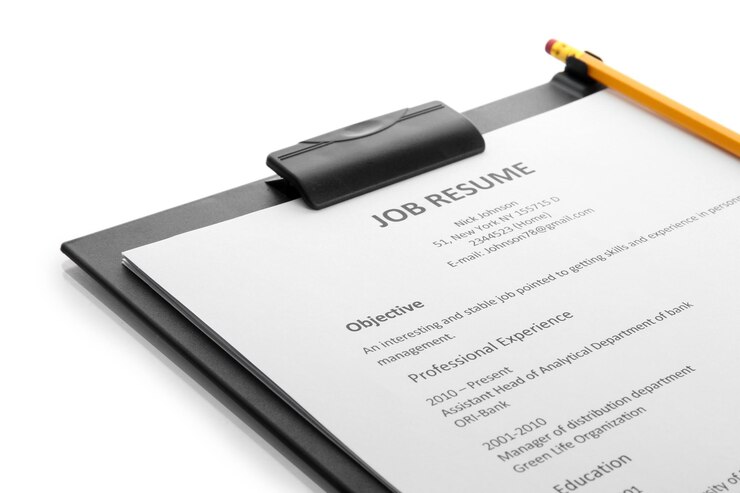 JOB RESUME
Nick Johnson
51, New York NY 155715 D
2344523 (Home)
E-mail: Johnson78@gmail.com
Objective
An interesting and stable job pointed to getting skills and experience in
management.
Professional Experience
2010 – Present
Assistant Head of Analytical Department of bank
ORI-Bank
2001-2010
Manager of distribution department
Green Life Organization
Education